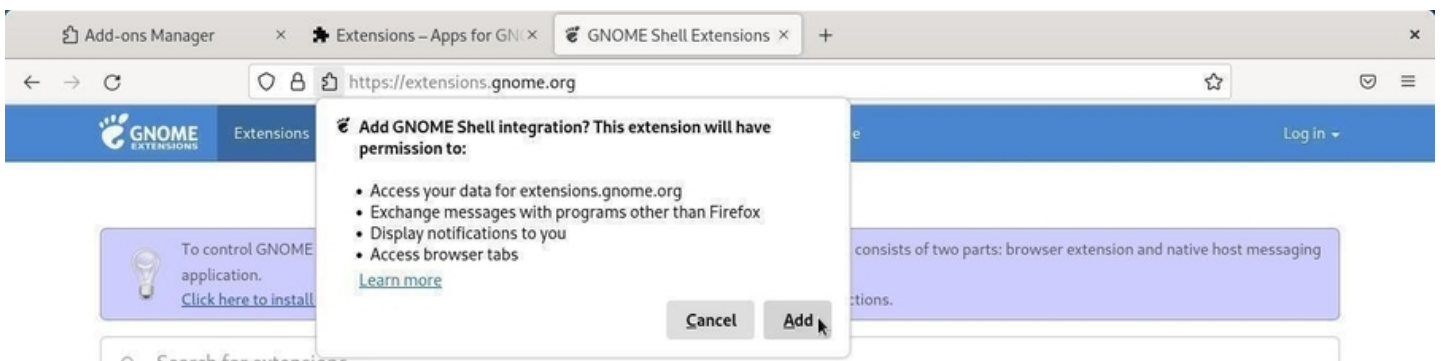 Add-ons Manager
Extensions – Apps for GN
GNOME Shell Extensions
https://extensions.gnome.org
GNOME
EXTENSIONS
Extensions
e
Log in
Add GNOME Shell integration? This extension will have
permission to:
• Access your data for extensions.gnome.org
• Exchange messages with programs other than Firefox
• Display notifications to you
• Access browser tabs
Learn more
Cancel
Add
To control GNOME
consists of two parts: browser extension and native host messaging
application.
Click here to install
ctions.
Search for extensions